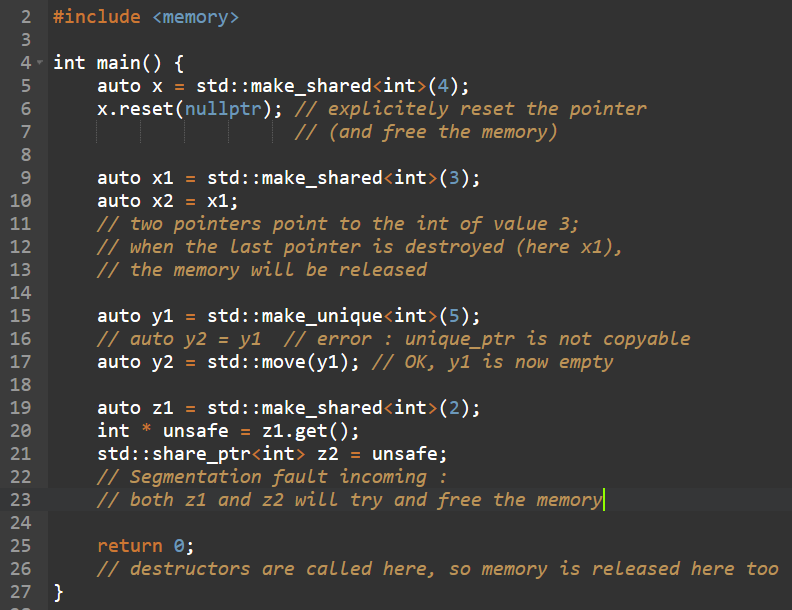 2 #include <memory>
3
4 int main() {
5 auto x = std::make_shared<int>(4);
6 x.reset(nullptr); // explicitely reset the pointer
7 // (and free the memory)
8
9 auto x1 = std::make_shared<int>(3);
10 auto x2 = x1;
11 // two pointers point to the int of value 3;
12 // when the last pointer is destroyed (here x1),
13 // the memory will be released
14
15 auto y1 = std::make_unique<int>(5);
16 // auto y2 = y1 // error : unique_ptr is not copyable
17 auto y2 = std::move(y1); // OK, y1 is now empty
18
19 auto z1 = std::make_shared<int>(2);
20 int * unsafe = z1.get();
21 std::share_ptr<int> z2 = unsafe;
22 // Segmentation fault incoming :
23 // both z1 and z2 will try and free the memory
24
25 return 0;
26 // destructors are called here, so memory is released here too
27 }